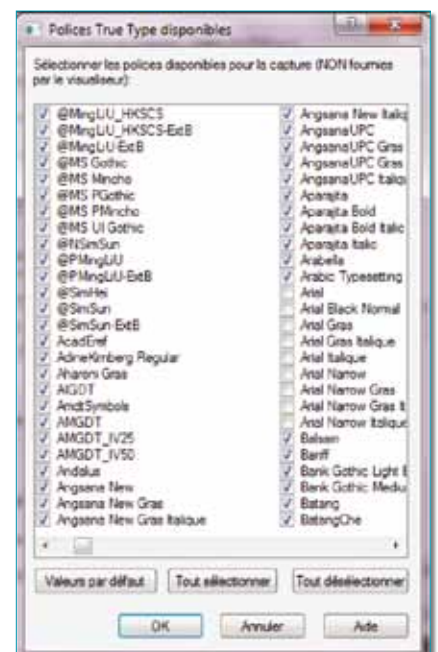 Polices True Type disponibles
Sélectionner les polices disponibles pour la capture (NON fournies
par le visualiseur):
@MingLiU_HKSCS
@MingLiU_HKSCS-ExtB
@MingLiU-ExtB
@MS Gothic
@MS Mincho
@MS PGothic
@MS PMincho
@MS UI Gothic
@NSimSun
@PMingLiU
@PMingLiU-ExtB
@SimHei
@SimSun
@SimSun-ExtB
AcadEref
AdineKirnberg Regular
Aharoni Gras
AIGDT
AmdtSymbols
AMGDT
AMGDT_IV25
AMGDT_IV50
Andalus
Angsana New
Angsana New Gras
Angsana New Gras Italique
Angsana New Italiq
AngsanaUPC
AngsanaUPC Gras
AngsanaUPC Gras
AngsanaUPC Italiq
Aparajita
Aparajita Bold
Aparajita Bold Italic
Aparajita Italic
Arabella
Arabic Typesetting
Arial
Arial Black Normal
Arial Gras
Arial Gras Italique
Arial Italique
Arial Narrow
Arial Narrow Gras
Arial Narrow Gras It
Arial Narrow Italique
Balsam
Banff
Bank Gothic Light B
Bank Gothic Mediu
Batang
BatangChe
Valeurs par défaut
Tout sélectionner
Tout désélectionner
OK
Annuler
Aide